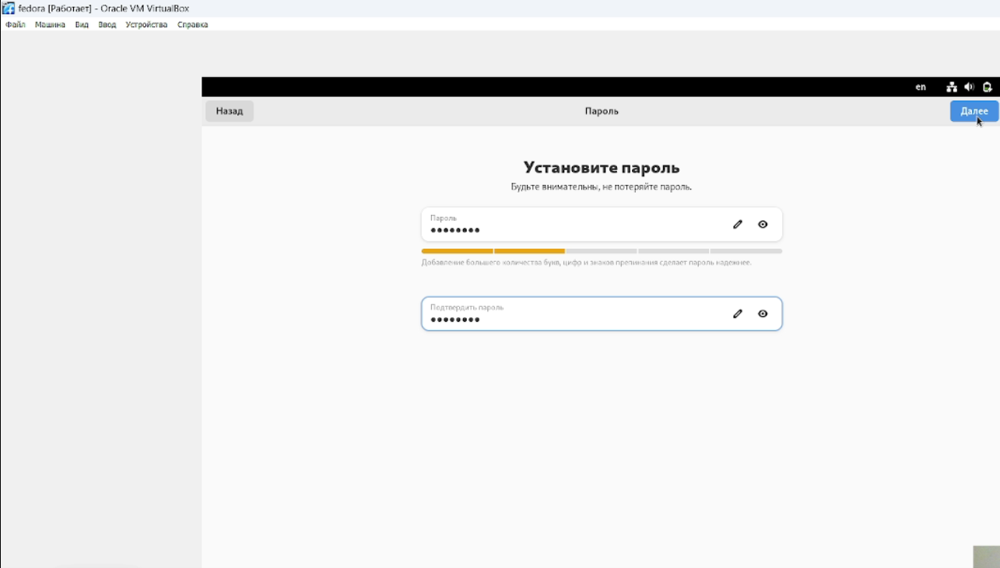 fedora [Работает] - Oracle VM VirtualBox
Файл Машина Вид Ввод Устройства Справка
en
Назад Пароль Далее
Установите пароль
Будьте внимательны, не потеряйте пароль.
Пароль
●●●●●●●●
Добавление большего количества букв, цифр и знаков препинания сделает пароль надежнее.
Подтвердить пароль
●●●●●●●●